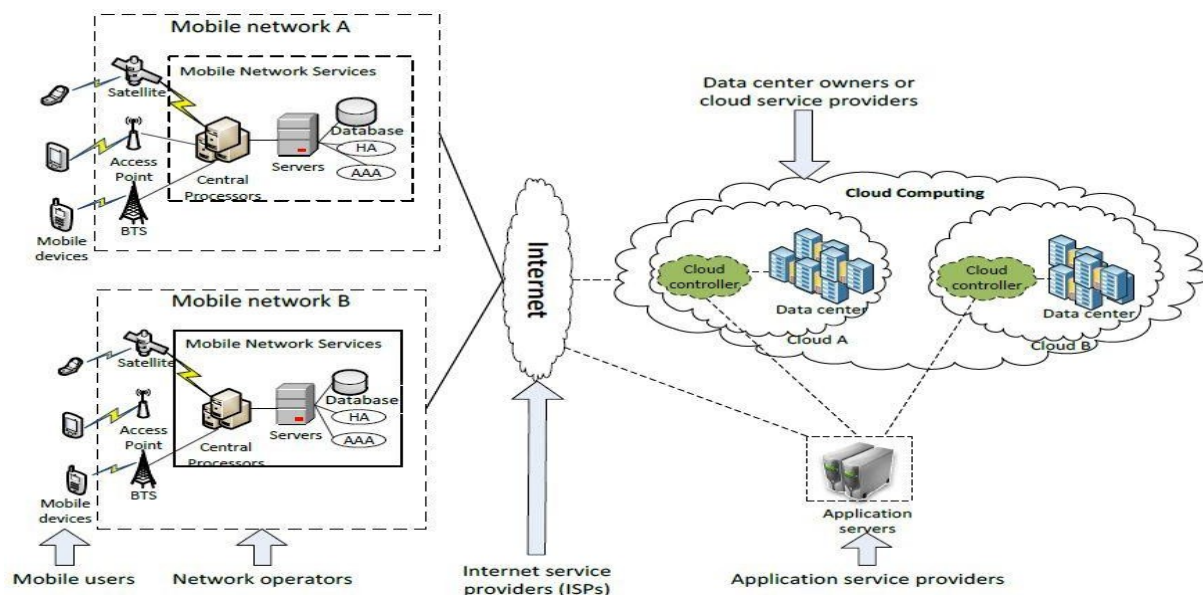 Mobile network A
Mobile Network Services
Satellite
Database
HA
AAA
Access
Point
Servers
Central
Processors
BTS
Mobile
devices
Mobile network B
Mobile Network Services
Satellite
Database
HA
AAA
Access
Point
Servers
Central
Processors
BTS
Mobile
devices
Mobile users
Network operators
Internet
Internet service
providers (ISPs)
Data center owners or
cloud service providers
Cloud Computing
Cloud
controller
Data center
Cloud A
Cloud
controller
Data center
Cloud B
Application
servers
Application service providers